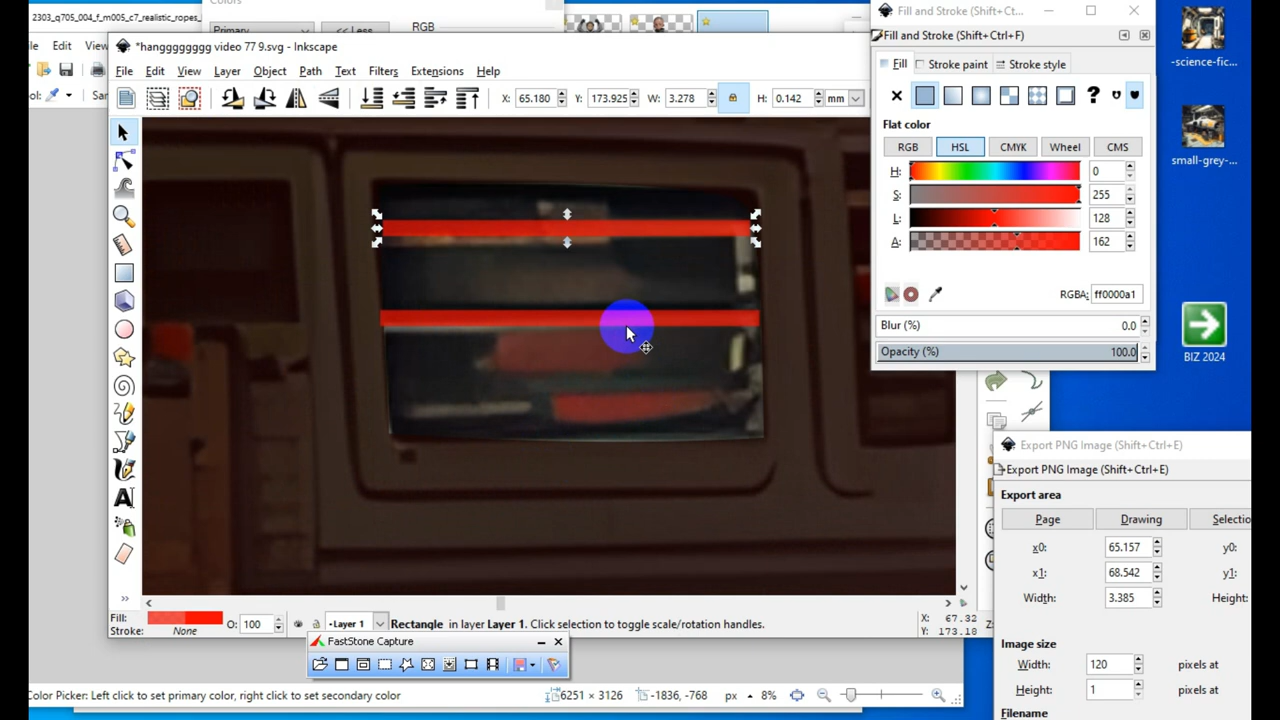 2303_q705_004_f_m005_c7_realistic_ropes_
Colors
Primary
<< Less
RGB
Edit
View
*hangggggggg video 77 9.svg - Inkscape
File Edit View Layer Object Path Text Filters Extensions Help
X: 65.180 Y: 173.925 W: 3.278 H: 0.142 mm
Fill and Stroke (Shift+Ct...
Fill and Stroke (Shift+Ctrl+F)
Fill Stroke paint Stroke style
Flat color
RGB HSL CMYK Wheel CMS
H: 0
S: 255
L: 128
A: 162
RGBA: ff0000a1
Blur (%) 0.0
Opacity (%) 100.0
-science-fic...
small-grey-...
BIZ 2024
Export PNG Image (Shift+Ctrl+E)
Export PNG Image (Shift+Ctrl+E)
Export area
Page Drawing Selectio
x0: 65.157 y0:
x1: 68.542 y1:
Width: 3.385 Height:
Image size
Width: 120 pixels at
Height: 1 pixels at
Filename
Fill:
Stroke: None
O: 100
Layer 1
Rectangle in layer Layer 1. Click selection to toggle scale/rotation handles.
X: 67.32
Y: 173.18
FastStone Capture
Color Picker: Left click to set primary color, right click to set secondary color
6251 × 3126
-1836, -768
px
8%